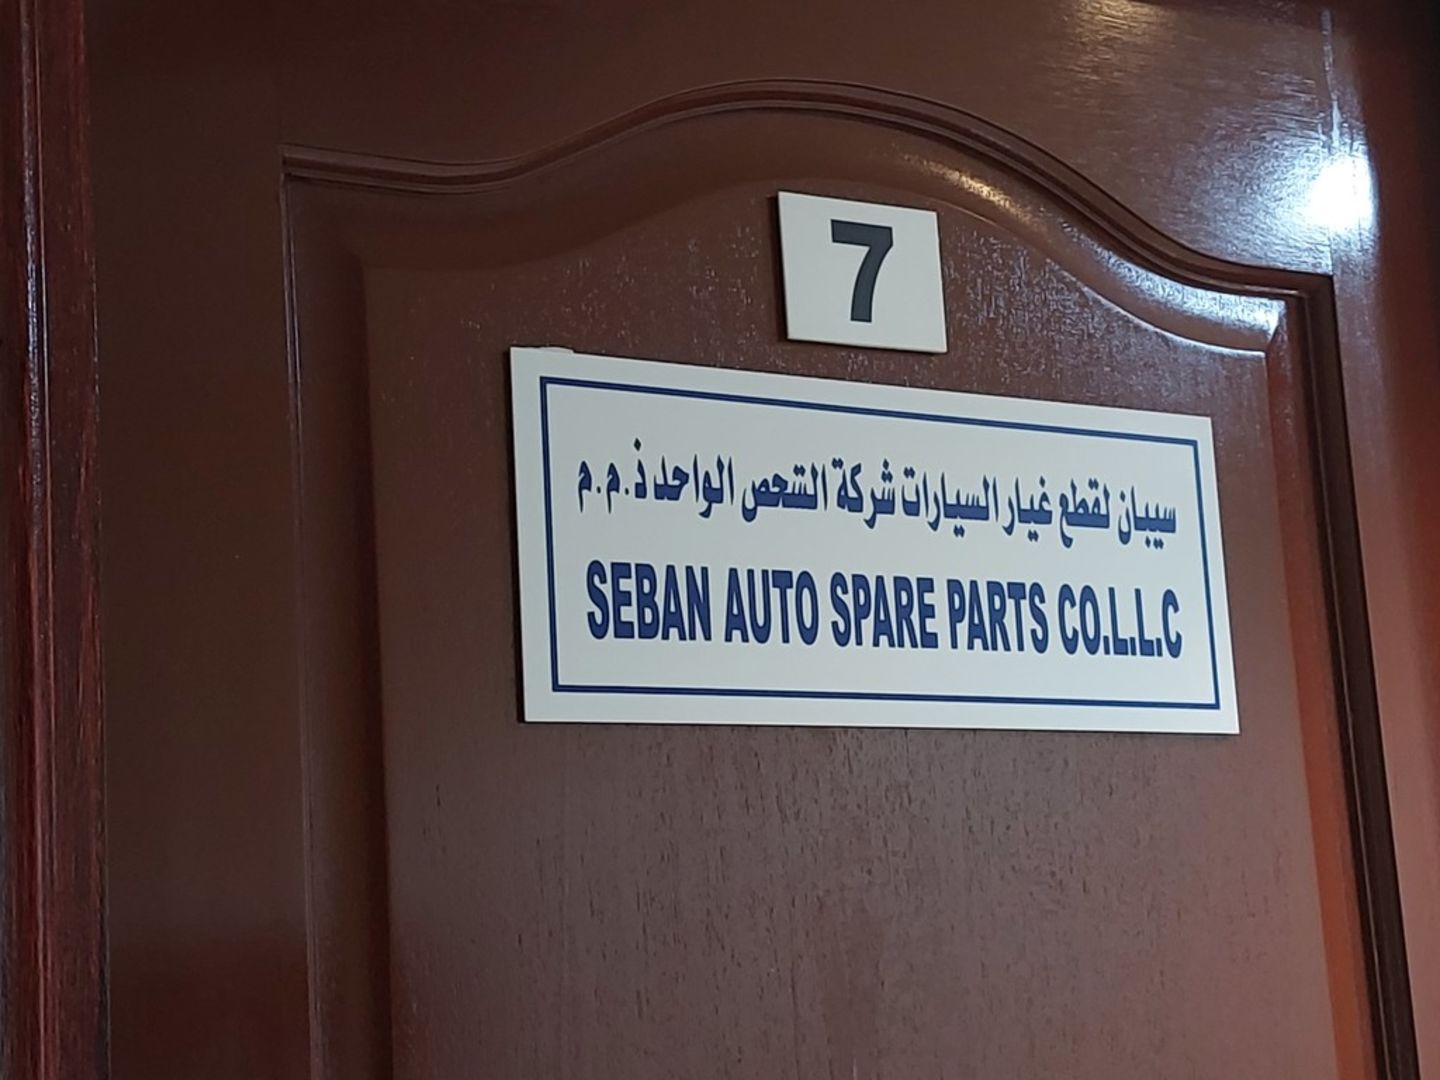 7
سيبان لقطع غيار السيارات شركة الشخص الواحد ذ.م.م
SEBAN AUTO SPARE PARTS CO.L.L.C